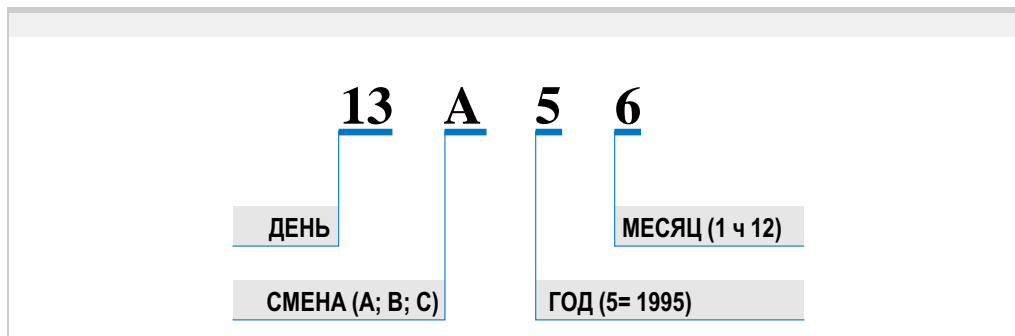 13 A 5 6
ДЕНЬ МЕСЯЦ (1 ч 12)
СМЕНА (A; B; C) ГОД (5= 1995)